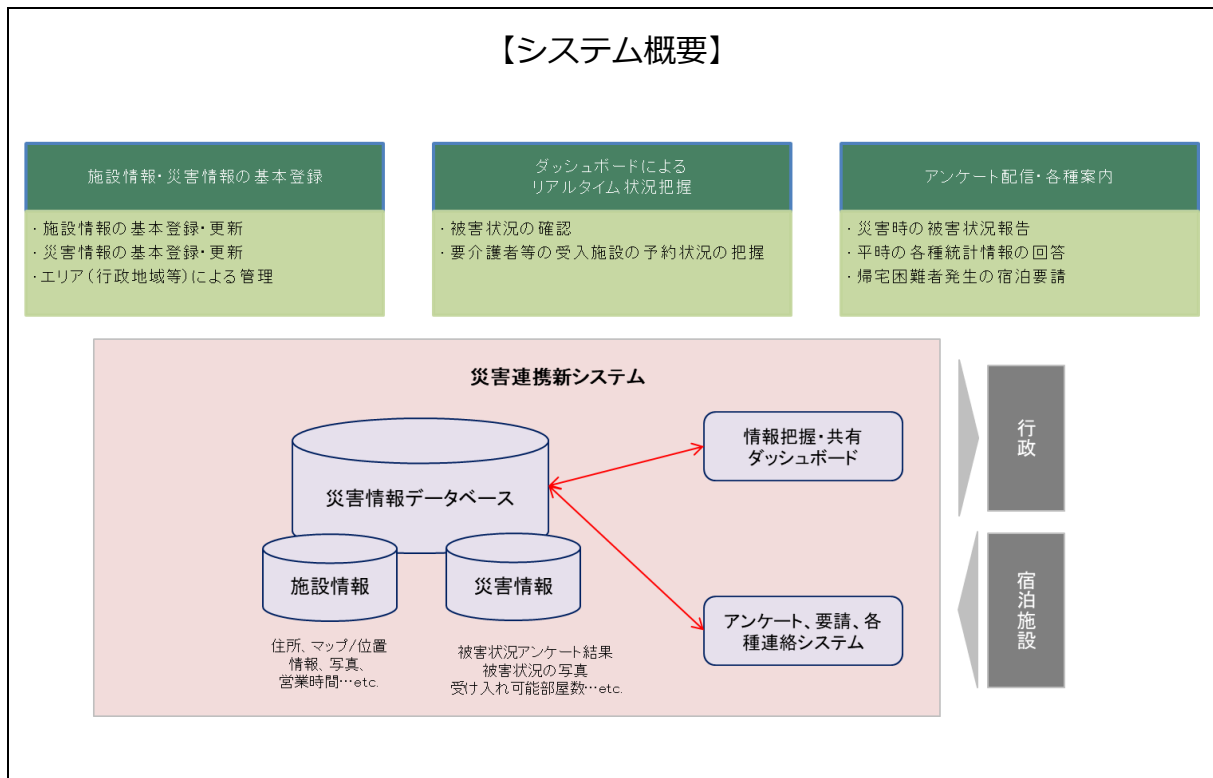 【システム概要】
施設情報・災害情報の基本登録
・施設情報の基本登録・更新
・災害情報の基本登録・更新
・エリア(行政地域等)による管理
ダッシュボードによる
リアルタイム状況把握
・被害状況の確認
・要介護者等の受入施設の予約状況の把握
アンケート配信・各種案内
・災害時の被害状況報告
・平時の各種統計情報の回答
・帰宅困難者発生の宿泊要請
災害連携新システム
災害情報データベース
施設情報
災害情報
住所、マップ/位置
情報、写真、
営業時間…etc.
被害状況アンケート結果
被害状況の写真
受け入れ可能部屋数…etc.
情報把握・共有
ダッシュボード
アンケート、要請、各
種連絡システム
行政
宿泊施設